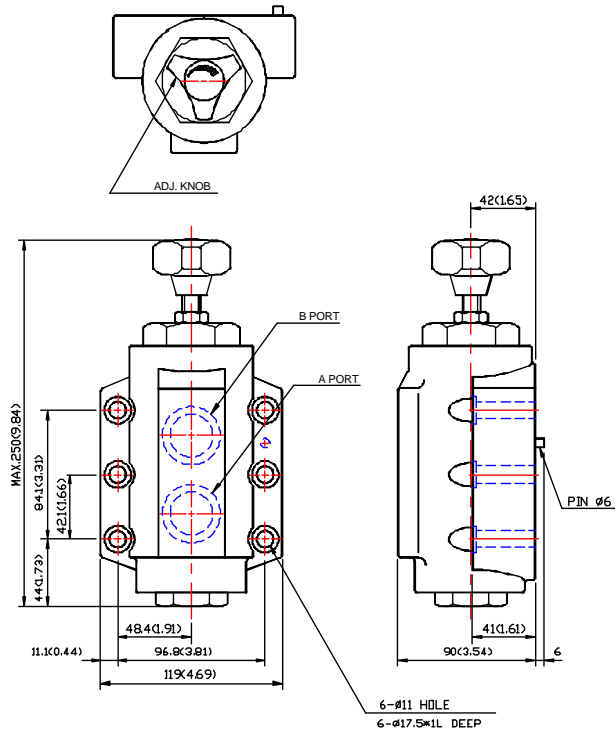 ADJ. KNOB
42(1.65)
B PORT
A PORT
MAX.250(9.84)
84.1(3.31)
42.1(1.66)
44(1.73)
PIN Ø6
48.4(1.91)
41(1.61)
11.1(0.44)
96.8(3.81)
90(3.54)
6
119(4.69)
6-Ø11 HOLE
6-Ø17.5*1L DEEP